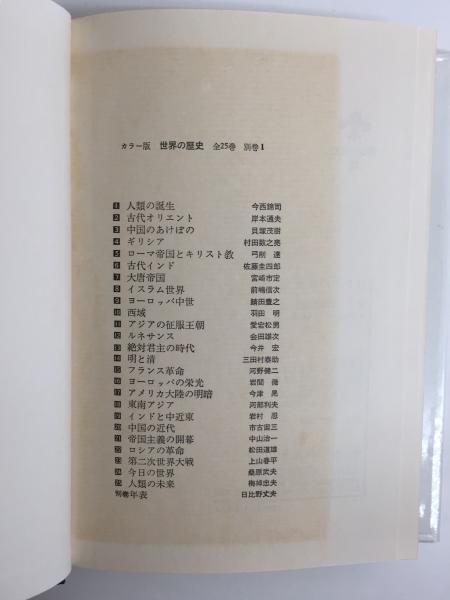 カラー版 世界の歴史 全25巻 別巻1
1 人類の誕生 今西錦司
2 古代オリエント 岸本通夫
3 中国のあけぼの 貝塚茂樹
4 ギリシア 村田数之亮
5 ローマ帝国とキリスト教 弓削達
6 古代インド 佐藤圭四郎
7 大唐帝国 宮崎市定
8 イスラム世界 前嶋信次
9 ヨーロッパ中世 鯖田豊之
10 西域 羽田明
11 アジアの征服王朝 愛宕松男
12 ルネサンス 会田雄次
13 絶対君主の時代 今井宏
14 明と清 三田村泰助
15 フランス革命 河野健二
16 ヨーロッパの栄光 岩間徹
17 アメリカ大陸の明暗 今津晃
18 東南アジア 河部利夫
19 インドと中近東 岩村忍
20 中国の近代 市古宙三
21 帝国主義の開幕 中山治一
22 ロシアの革命 松田道雄
23 第二次世界大戦 上山春平
24 今日の世界 桑原武夫
25 人類の未来 梅棹忠夫
別巻 年表 日比野丈夫